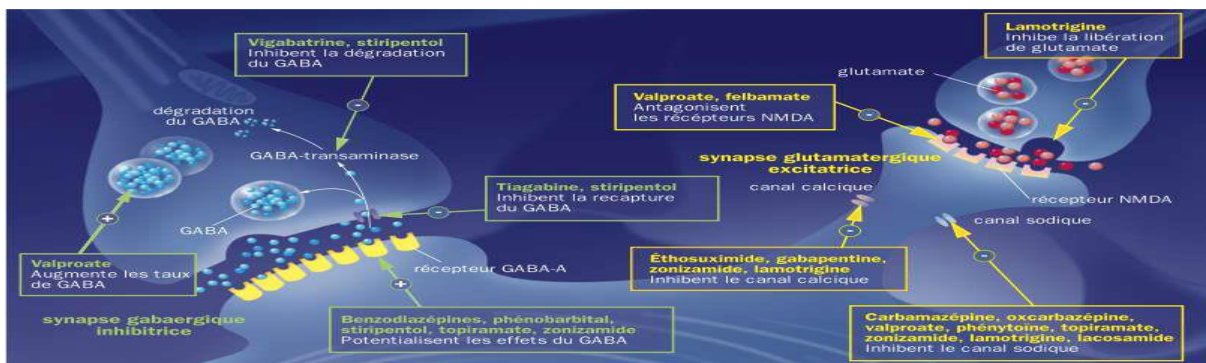 Vigabatrine, stiripentol
Inhibent la dégradation
du GABA
dégradation
du GABA
GABA-transaminase
Tiagabine, stiripentol
Inhibent la recapture
du GABA
GABA
Valproate
Augmente les taux
de GABA
récepteur GABA-A
synapse gabaergique
inhibitrice
Benzodiazépines, phénobarbital,
stiripentol, topiramate, zonizamide
Potentialisent les effets du GABA
Lamotrigine
Inhibe la libération
de glutamate
glutamate
Valproate, felbamate
Antagonisent
les récépteurs NMDA
synapse glutamatergique
excitatrice
canal calcique
récepteur NMDA
canal sodique
Éthosuximide, gabapentine,
zonizamide, lamotrigine
Inhibent le canal calcique
Carbamazépine, oxcarbazépine,
valproate, phénytoïne, topiramate,
zonizamide, lamotrigine, lacosamide
Inhibent le canal sodique